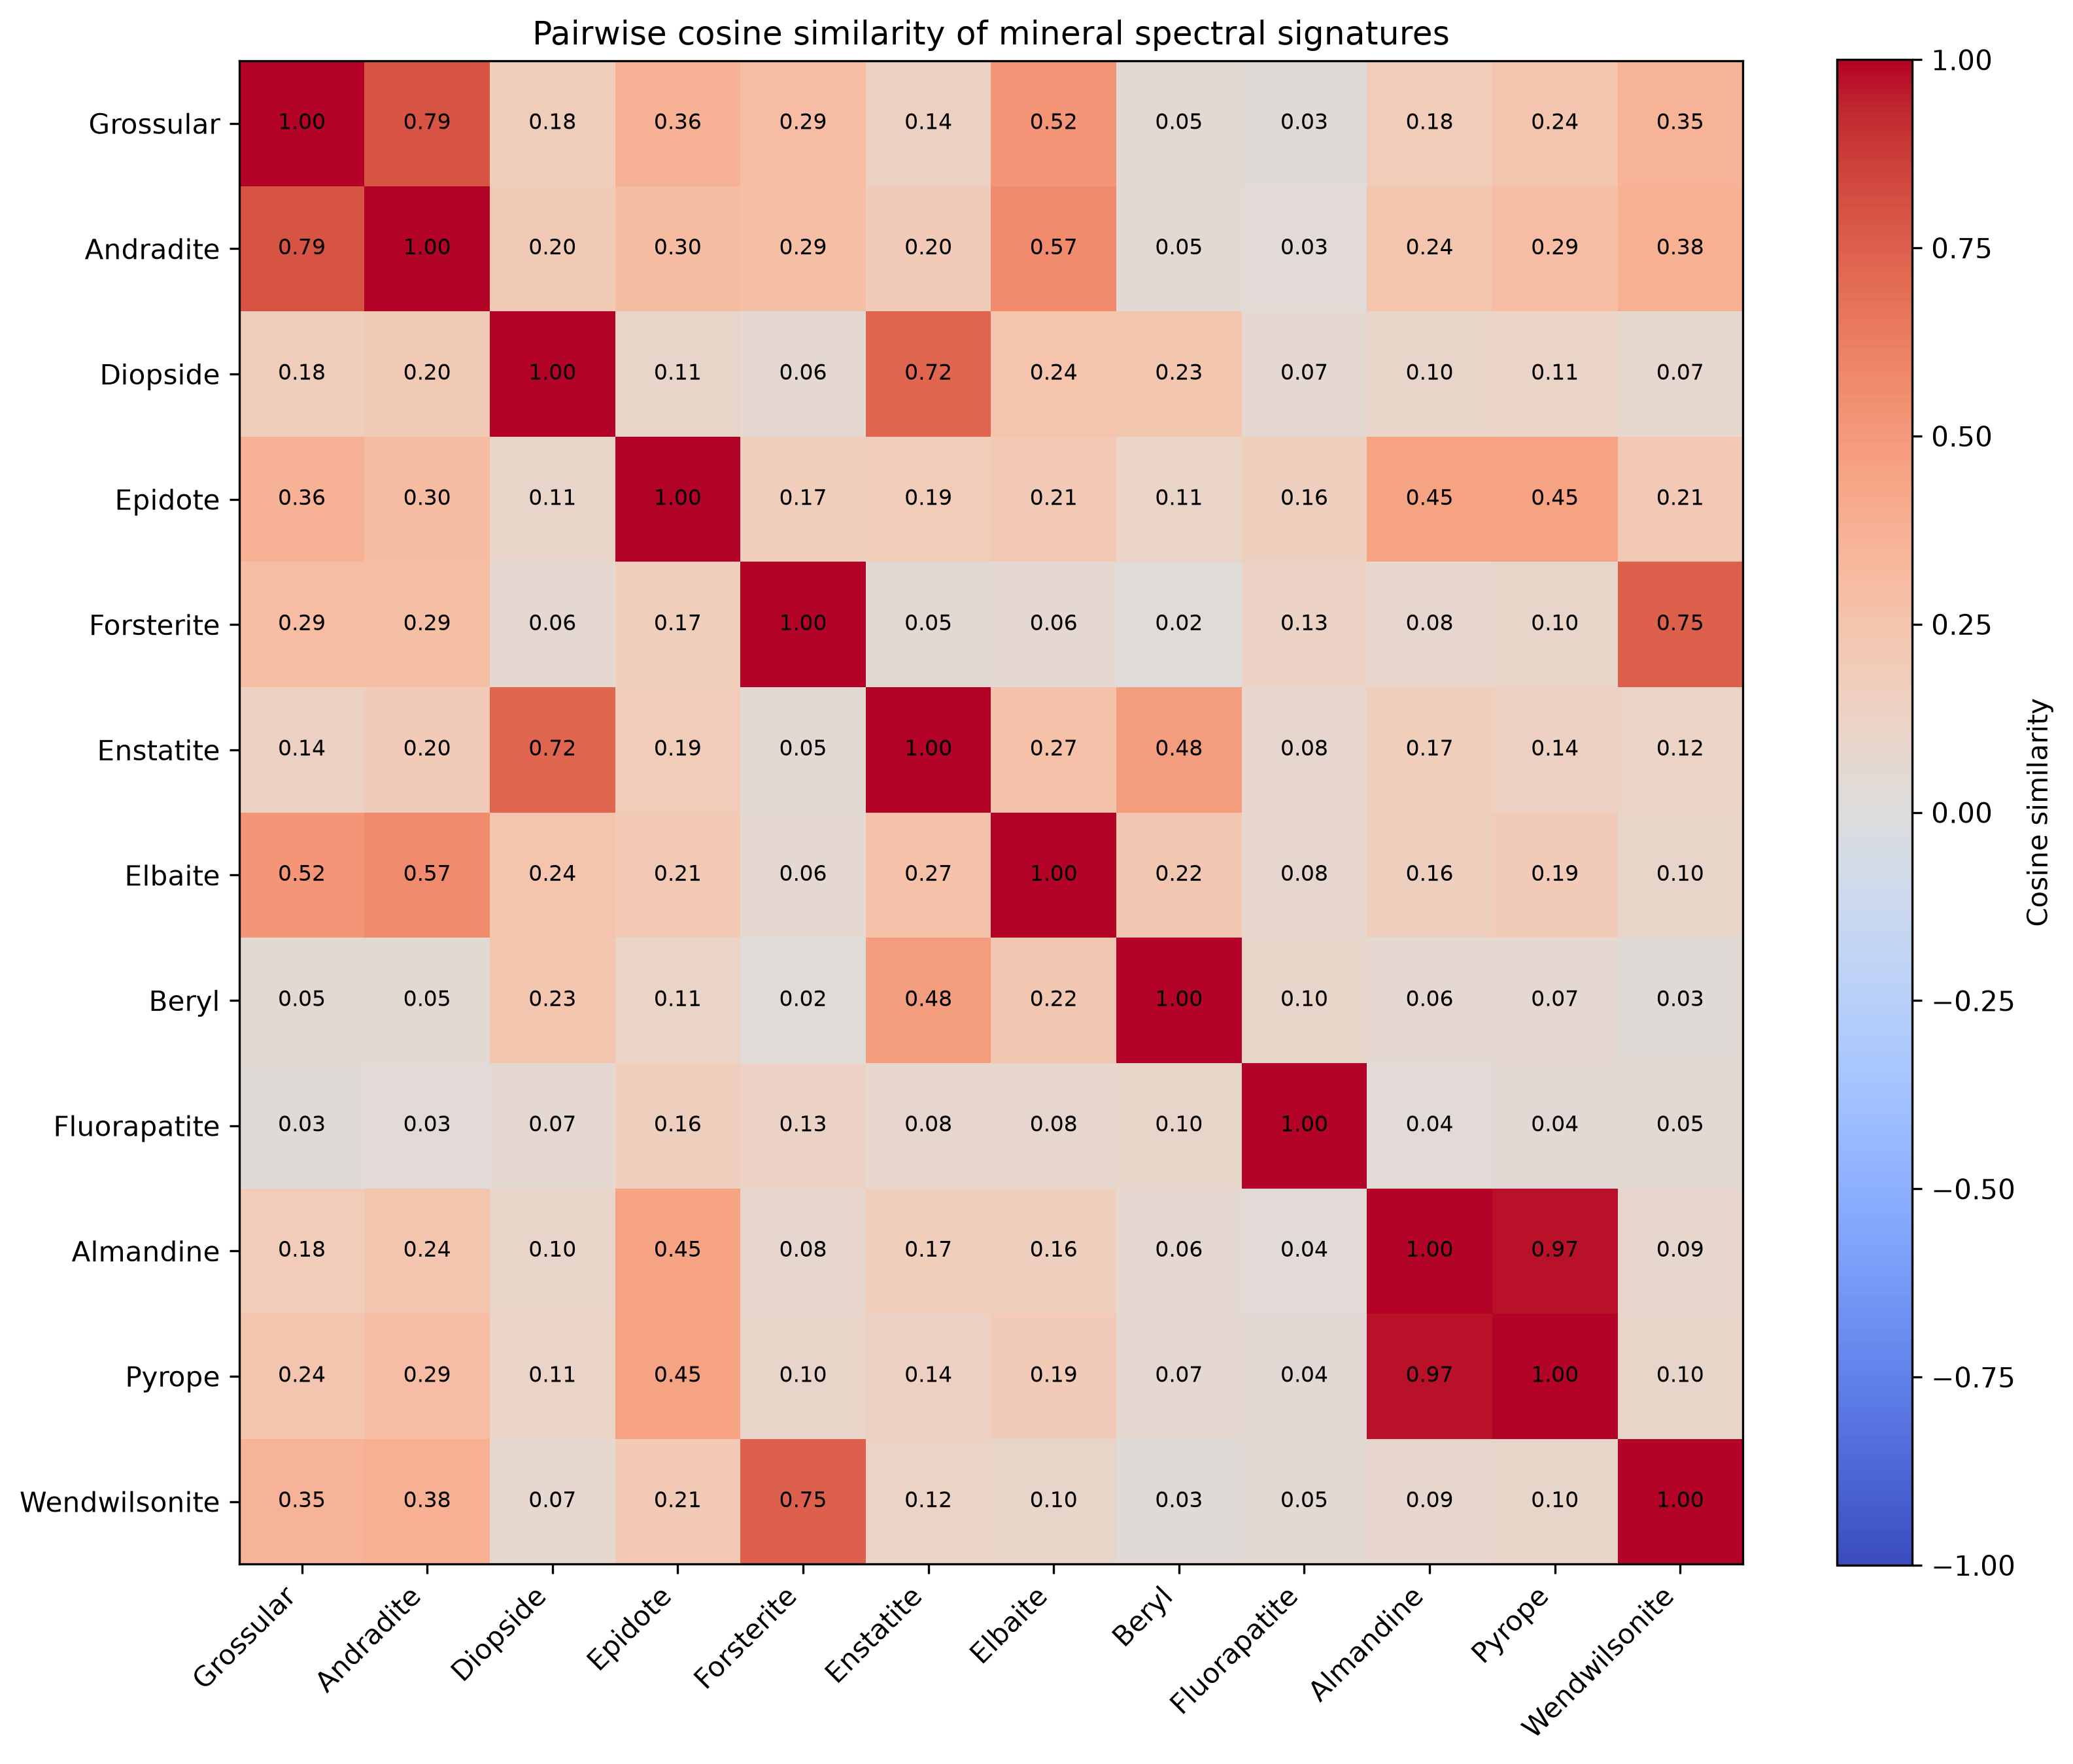 Pairwise cosine similarity of mineral spectral signatures
Grossular 1.00 0.79 0.18 0.36 0.29 0.14 0.52 0.05 0.03 0.18 0.24 0.35
Andradite 0.79 1.00 0.20 0.30 0.29 0.20 0.57 0.05 0.03 0.24 0.29 0.38
Diopside 0.18 0.20 1.00 0.11 0.06 0.72 0.24 0.23 0.07 0.10 0.11 0.07
Epidote 0.36 0.30 0.11 1.00 0.17 0.19 0.21 0.11 0.16 0.45 0.45 0.21
Forsterite 0.29 0.29 0.06 0.17 1.00 0.05 0.06 0.02 0.13 0.08 0.10 0.75
Enstatite 0.14 0.20 0.72 0.19 0.05 1.00 0.27 0.48 0.08 0.17 0.14 0.12
Elbaite 0.52 0.57 0.24 0.21 0.06 0.27 1.00 0.22 0.08 0.16 0.19 0.10
Beryl 0.05 0.05 0.23 0.11 0.02 0.48 0.22 1.00 0.10 0.06 0.07 0.03
Fluorapatite 0.03 0.03 0.07 0.16 0.13 0.08 0.08 0.10 1.00 0.04 0.04 0.05
Almandine 0.18 0.24 0.10 0.45 0.08 0.17 0.16 0.06 0.04 1.00 0.97 0.09
Pyrope 0.24 0.29 0.11 0.45 0.10 0.14 0.19 0.07 0.04 0.97 1.00 0.10
Wendwilsonite 0.35 0.38 0.07 0.21 0.75 0.12 0.10 0.03 0.05 0.09 0.10 1.00
Grossular Andradite Diopside Epidote Forsterite Enstatite Elbaite Beryl Fluorapatite Almandine Pyrope Wendwilsonite
1.00
0.75
0.50
0.25
0.00
−0.25
−0.50
−0.75
−1.00
Cosine similarity